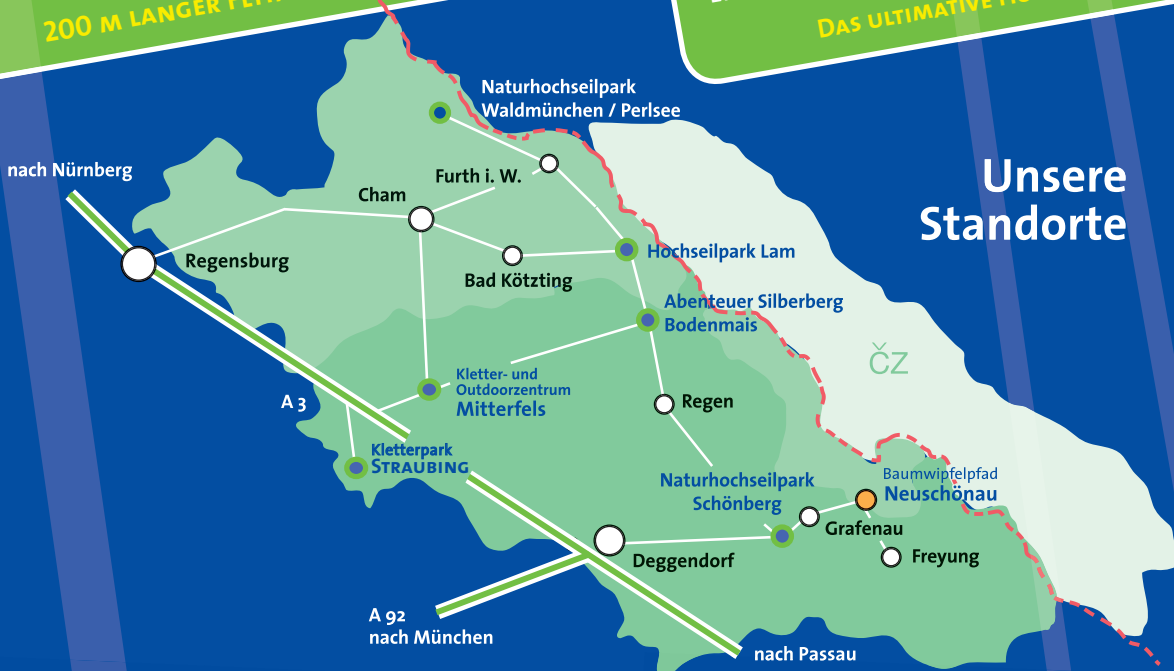 200 M LANGER
DAS ULTIMATIVE
Naturhochseilpark
Waldmünchen / Perlsee
nach Nürnberg
Unsere
Standorte
Furth i. W.
Cham
Regensburg
Hochseilpark Lam
Bad Kötzting
Abenteuer Silberberg
Bodenmais
ČZ
Kletter- und
Outdoorzentrum
Mitterfels
A 3
Regen
Kletterpark
STRAUBING
Naturhochseilpark
Schönberg
Baumwipfelpfad
Neuschönau
Grafenau
Deggendorf
Freyung
A 92
nach München
nach Passau